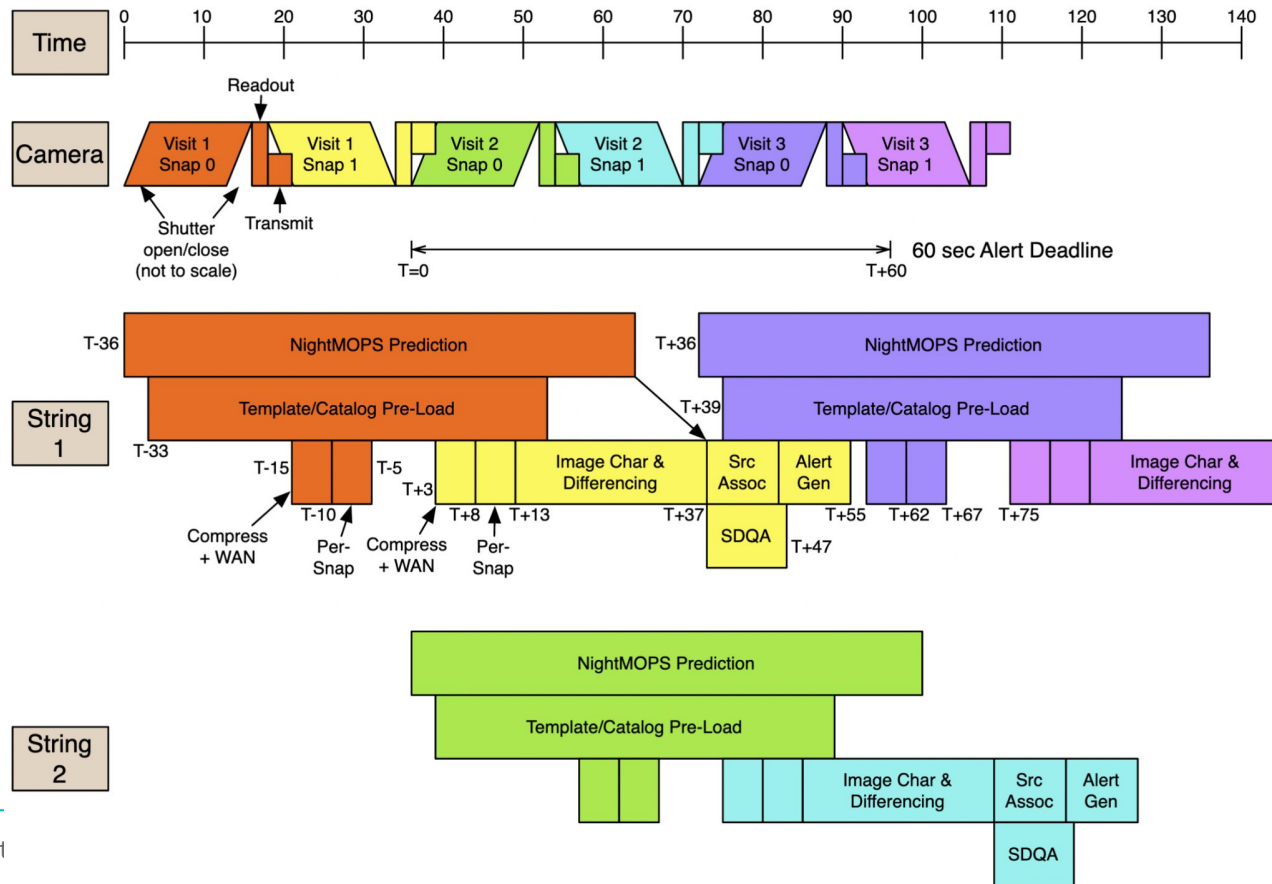 Time
0 10 20 30 40 50 60 70 80 90 100 110 120 130 140
Readout
Camera
Visit 1
Snap 0
Visit 1
Snap 1
Visit 2
Snap 0
Visit 2
Snap 1
Visit 3
Snap 0
Visit 3
Snap 1
Shutter
open/close
(not to scale)
Transmit
60 sec Alert Deadline
T=0
T+60
T-36
NightMOPS Prediction
T+36
NightMOPS Prediction
String
1
Template/Catalog Pre-Load
T+39
Template/Catalog Pre-Load
T-33
T-15
T-5
T+3
Image Char &
Differencing
Src
Assoc
Alert
Gen
Image Char &
Differencing
T-10
T+8
T+13
T+37
T+55
T+62
T+67
T+75
Compress
+ WAN
Per-
Snap
Compress
+ WAN
Per-
Snap
SDQA
T+47
NightMOPS Prediction
String
2
Template/Catalog Pre-Load
Image Char &
Differencing
Src
Assoc
Alert
Gen
SDQA